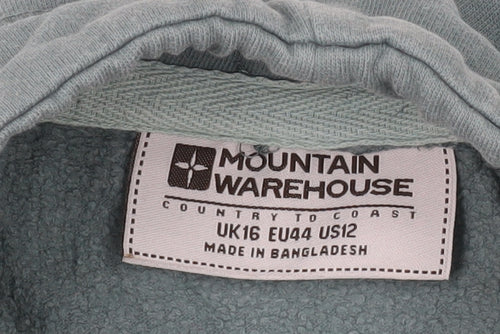 MOUNTAIN
WAREHOUSE
COUNTRY TO COAST
UK16 EU44 US12
MADE IN BANGLADESH